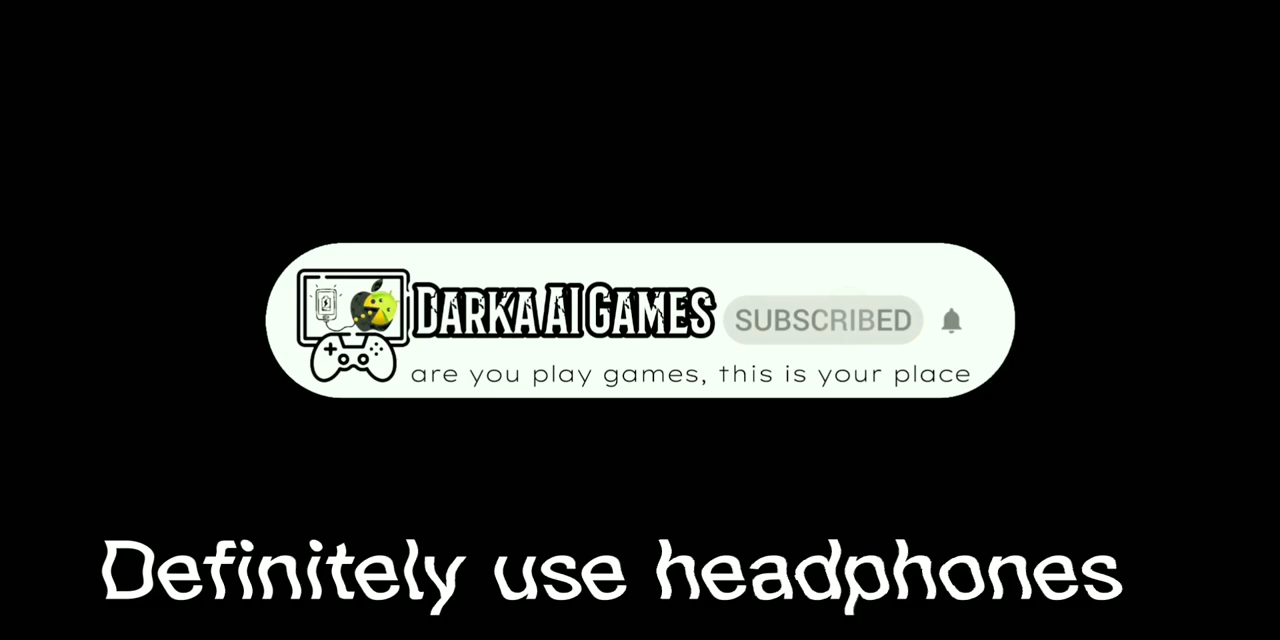 DARKA AI GAMES SUBSCRIBED
are you play games, this is your place
Definitely use headphones